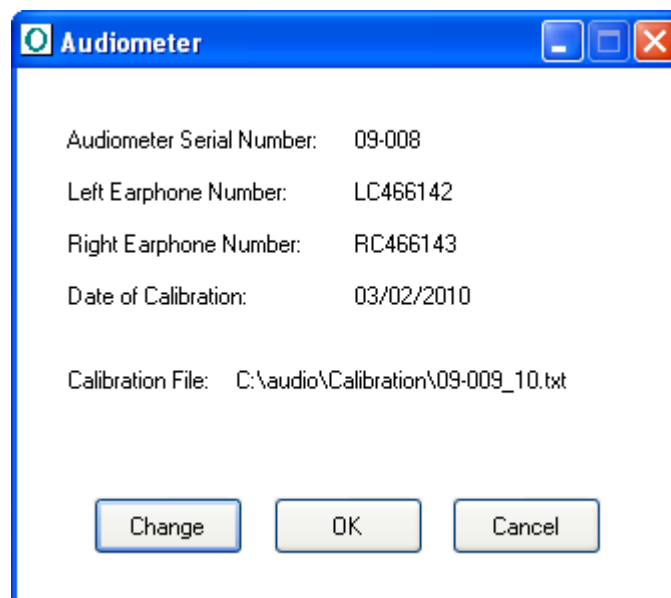 Audiometer
Audiometer Serial Number: 09-008
Left Earphone Number: LC466142
Right Earphone Number: RC466143
Date of Calibration: 03/02/2010
Calibration File: C:\audio\Calibration\09-009_10.txt
Change OK Cancel